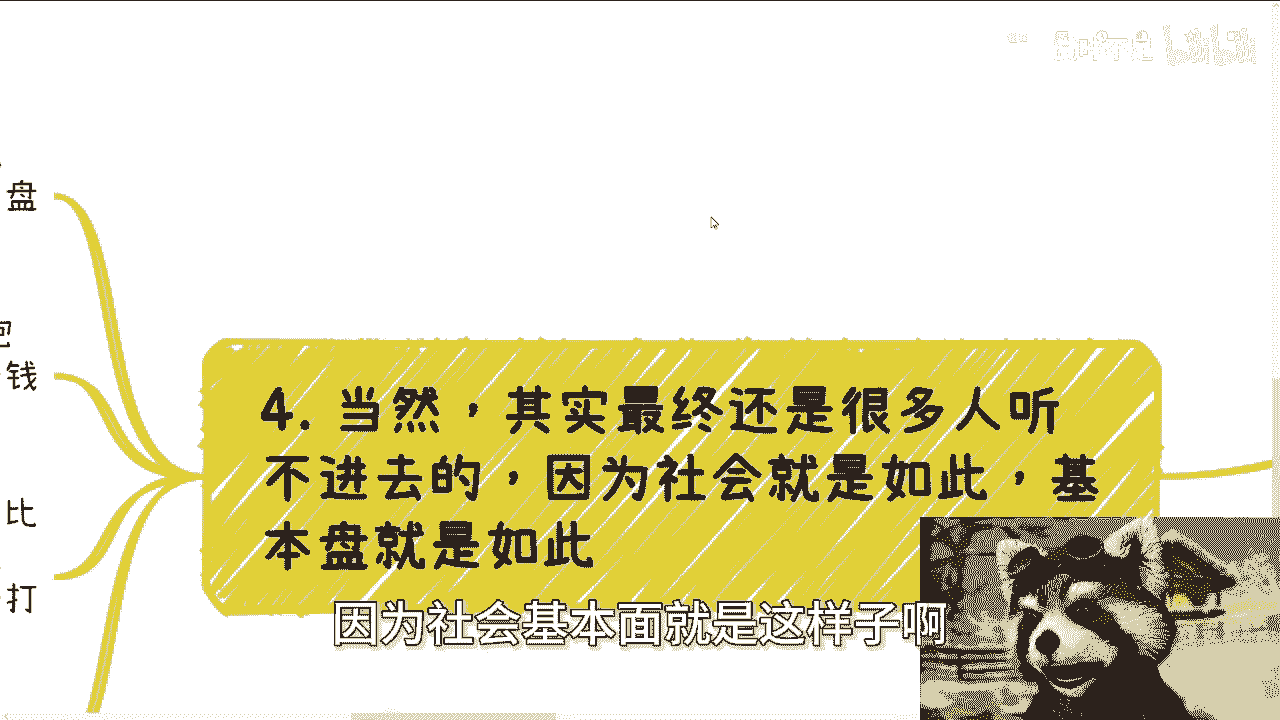 盘
钱
比
打
4. 当然，其实最终还是很多人听
不进去的，因为社会就是如此，基
本盘就是如此
因为社会基本面就是这样子啊
bilibili